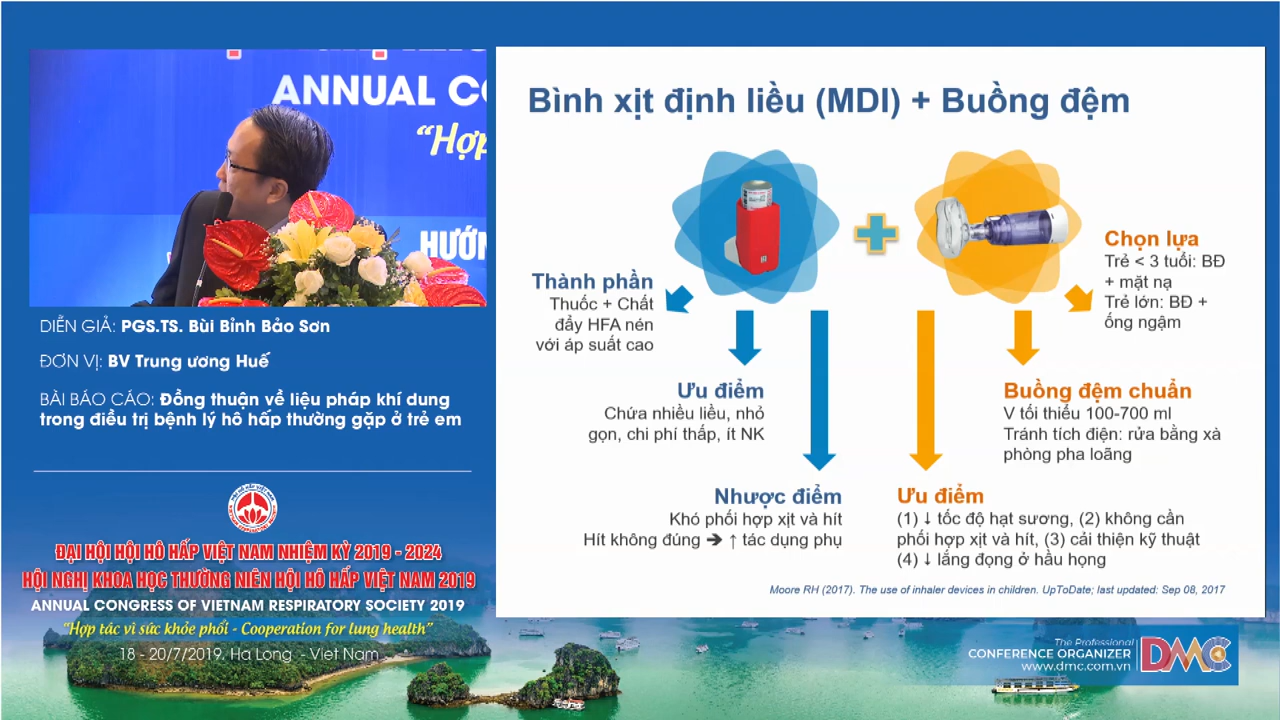 ANNUAL CO
“Hợp
HƯỚN
DIỄN GIẢ: PGS.TS. Bùi Bỉnh Bảo Sơn
ĐƠN VỊ: BV Trung ương Huế
BÀI BÁO CÁO: Đồng thuận về liệu pháp khí dung
trong điều trị bệnh lý hô hấp thường gặp ở trẻ em
ĐẠI HỘI HỘI HÔ HẤP VIỆT NAM NHIỆM KỲ 2019 - 2024
HỘI NGHỊ KHOA HỌC THƯỜNG NIÊN HỘI HÔ HẤP VIỆT NAM 2019
ANNUAL CONGRESS OF VIETNAM RESPIRATORY SOCIETY 2019
“Hợp tác vì sức khỏe phổi - Cooperation for lung health”
18 - 20/7/2019. Ha Long - Viet Nam
Bình xịt định liều (MDI) + Buồng đệm
Thành phần
Thuốc + Chất
đẩy HFA nén
với áp suất cao
Ưu điểm
Chứa nhiều liều, nhỏ
gọn, chi phí thấp, ít NK
Nhược điểm
Khó phối hợp xịt và hít
Hít không đúng ➔ ↑ tác dụng phụ
Chọn lựa
Trẻ < 3 tuổi: BĐ
+ mặt nạ
Trẻ lớn: BĐ +
ống ngậm
Buồng đệm chuẩn
V tối thiểu 100-700 ml
Tránh tích điện: rửa bằng xà
phòng pha loãng
Ưu điểm
(1) ↓ tốc độ hạt sương, (2) không cần
phối hợp xịt và hít, (3) cải thiện kỹ thuật
(4) ↓ lắng đọng ở hầu họng
Moore RH (2017). The use of inhaler devices in children. UpToDate; last updated: Sep 08, 2017
The Professional
CONFERENCE ORGANIZER
www.dmc.com.vn
DMC